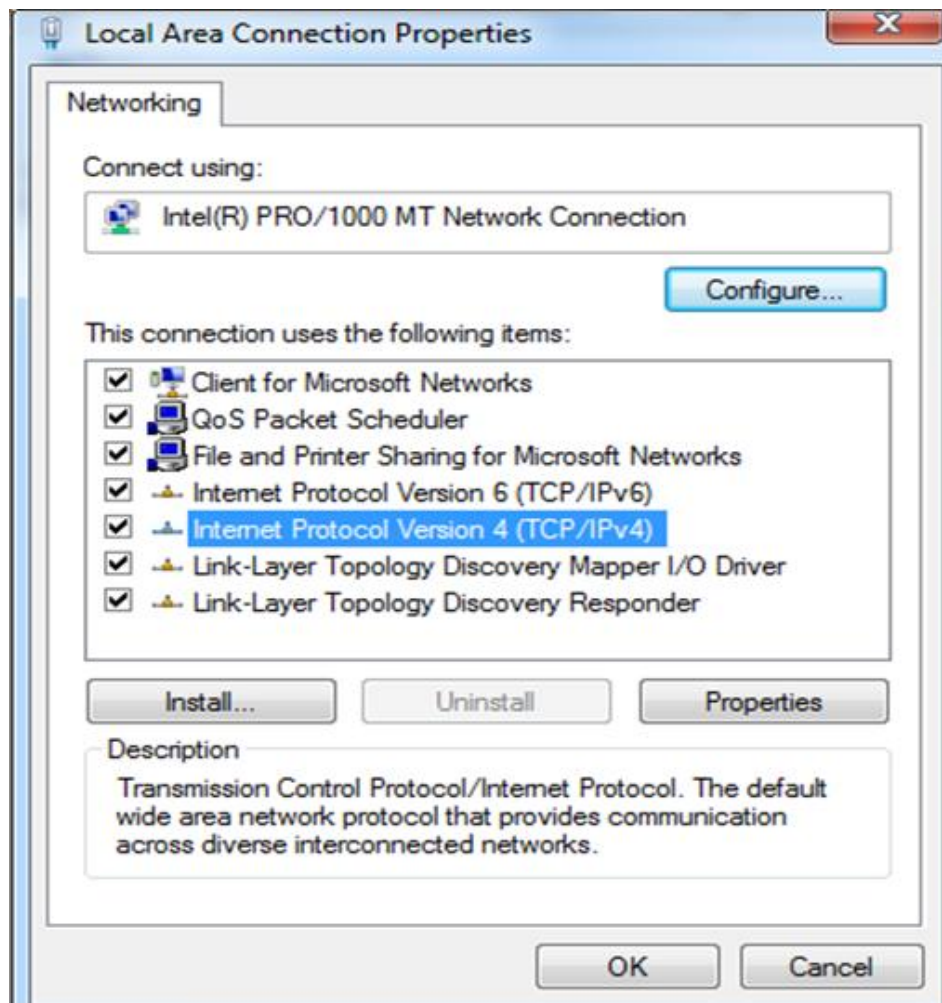 Local Area Connection Properties
Networking
Connect using:
Intel(R) PRO/1000 MT Network Connection
Configure...
This connection uses the following items:
Client for Microsoft Networks
QoS Packet Scheduler
File and Printer Sharing for Microsoft Networks
Internet Protocol Version 6 (TCP/IPv6)
Internet Protocol Version 4 (TCP/IPv4)
Link-Layer Topology Discovery Mapper I/O Driver
Link-Layer Topology Discovery Responder
Install... Uninstall Properties
Description
Transmission Control Protocol/Internet Protocol. The default
wide area network protocol that provides communication
across diverse interconnected networks.
OK Cancel